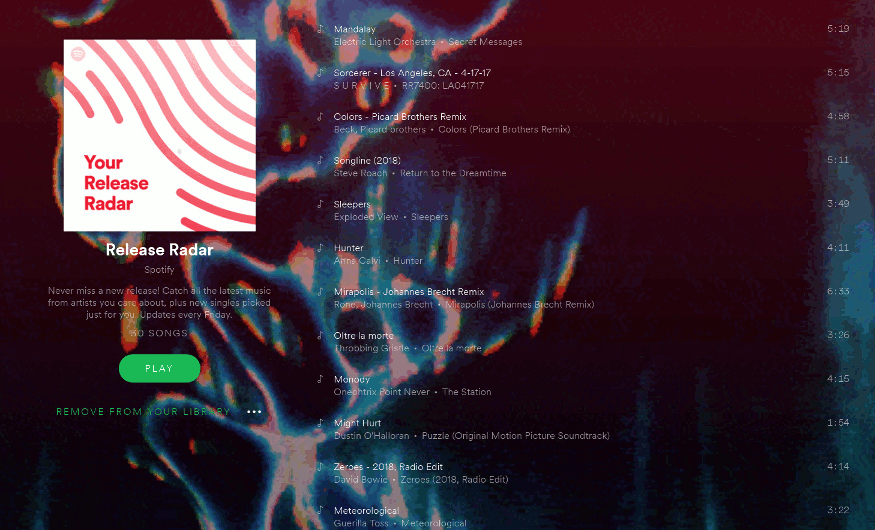 Your
Release
Radar
Release Radar
Spotify
Never miss a new release! Catch all the latest music
from artists you care about, plus new singles picked
just for you. Updates every Friday.
30 SONGS
PLAY
REMOVE FROM YOUR LIBRARY •••
Mandalay 5:19
Electric Light Orchestra • Secret Messages
Sorcerer - Los Angeles, CA - 4-17-17 5:15
S U R V I V E • RR7400: LA041717
Colors - Picard Brothers Remix 4:58
Beck, Picard brothers • Colors (Picard Brothers Remix)
Songline (2018) 5:11
Steve Roach • Return to the Dreamtime
Sleepers 3:49
Exploded View • Sleepers
Hunter 4:11
Anna Calvi • Hunter
Mirapolis - Johannes Brecht Remix 6:33
Rone, Johannes Brecht • Mirapolis (Johannes Brecht Remix)
Oltre la morte 3:26
Throbbing Gristle • Oltre la morte
Monody 4:15
Oneohtrix Point Never • The Station
Might Hurt 1:54
Dustin O'Halloran • Puzzle (Original Motion Picture Soundtrack)
Zeroes - 2018, Radio Edit 4:14
David Bowie • Zeroes (2018, Radio Edit)
Meteorological 3:22
Guerilla Toss • Meteorological